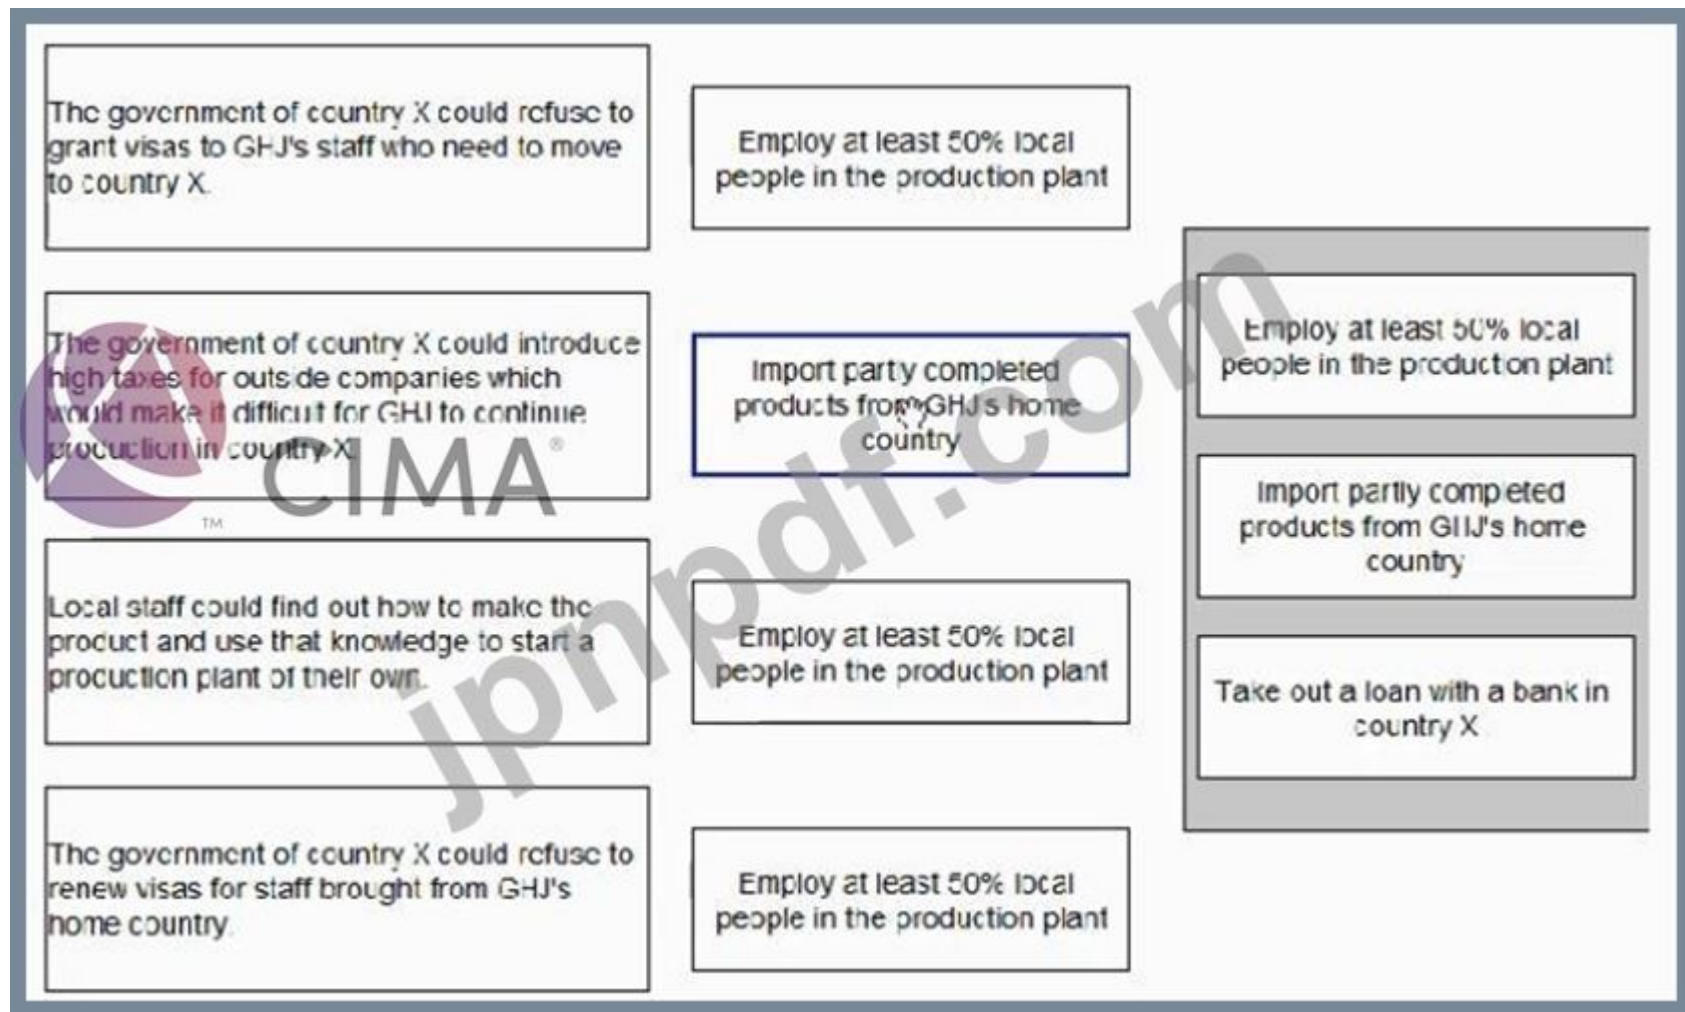 The government of country X could refuse to
grant visas to GHJ's staff who need to move
to country X.
Employ at least 50% local
people in the production plant
The government of country X could introduce
high taxes for outside companies which
would make it difficult for GHJ to continue
production in country X.
Import partly completed
products from GHJ's home
country
Local staff could find out how to make the
product and use that knowledge to start a
production plant of their own.
Employ at least 50% local
people in the production plant
The government of country X could refuse to
renew visas for staff brought from GHJ's
home country.
Employ at least 50% local
people in the production plant
Employ at least 50% local
people in the production plant
Import partly completed
products from GHJ's home
country
Take out a loan with a bank in
country X
CIMA®
TM
jpnpdf.com